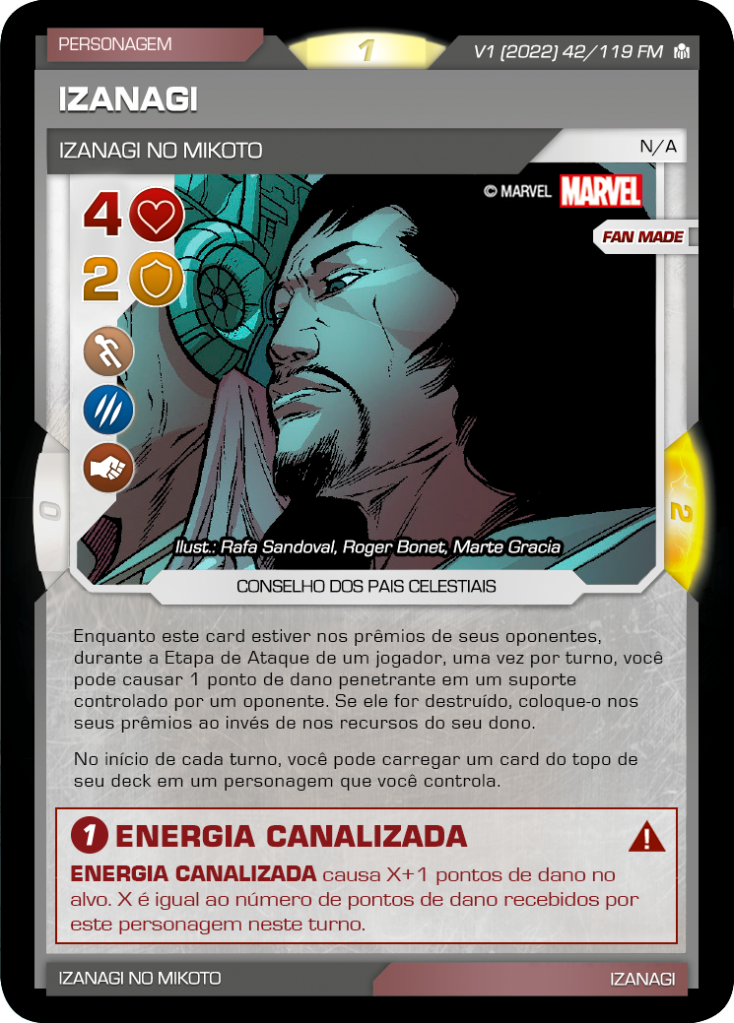 PERSONAGEM
1
V1 (2022) 42/119 FM
IZANAGI
IZANAGI NO MIKOTO
N/A
4
© MARVEL MARVEL
FAN MADE
2
0
2
Ilust.: Rafa Sandoval, Roger Bonet, Marte Gracia
CONSELHO DOS PAIS CELESTIAIS
Enquanto este card estiver nos prêmios de seus oponentes,
durante a Etapa de Ataque de um jogador, uma vez por turno, você
pode causar 1 ponto de dano penetrante em um suporte
controlado por um oponente. Se ele for destruído, coloque-o nos
seus prêmios ao invés de nos recursos do seu dono.
No início de cada turno, você pode carregar um card do topo de
seu deck em um personagem que você controla.
1 ENERGIA CANALIZADA
ENERGIA CANALIZADA causa X+1 pontos de dano no
alvo. X é igual ao número de pontos de dano recebidos por
este personagem neste turno.
IZANAGI NO MIKOTO
IZANAGI